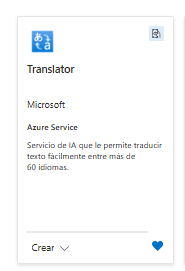 Translator
Microsoft
Azure Service
Servicio de IA que le permite traducir
texto fácilmente entre más de
60 idiomas.
Crear